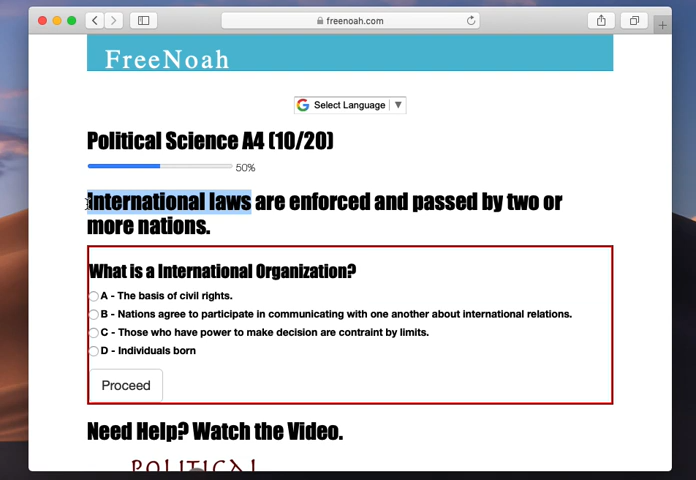 freenoah.com
FreeNoah
Select Language
Political Science A4 (10/20)
50%
International laws are enforced and passed by two or
more nations.
What is a International Organization?
A - The basis of civil rights.
B - Nations agree to participate in communicating with one another about international relations.
C - Those who have power to make decision are contraint by limits.
D - Individuals born
Proceed
Need Help? Watch the Video.
POLITICAL